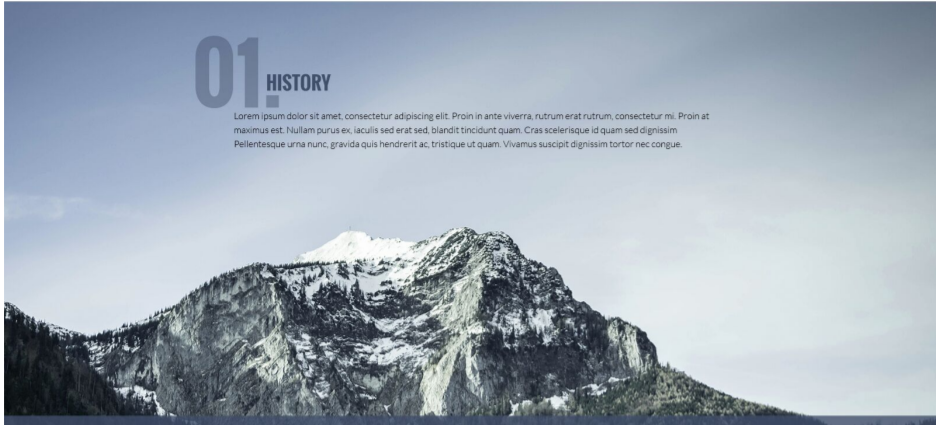 01.
HISTORY
Lorem ipsum dolor sit amet, consectetur adipiscing elit. Proin in ante viverra, rutrum erat rutrum, consectetur mi. Proin at
maximus est. Nullam purus ex, iaculis sed erat sed, blandit tincidunt quam. Cras scelerisque id quam sed dignissim
Pellentesque urna nunc, gravida quis hendrerit ac, tristique ut quam. Vivamus suscipit dignissim tortor nec congue.